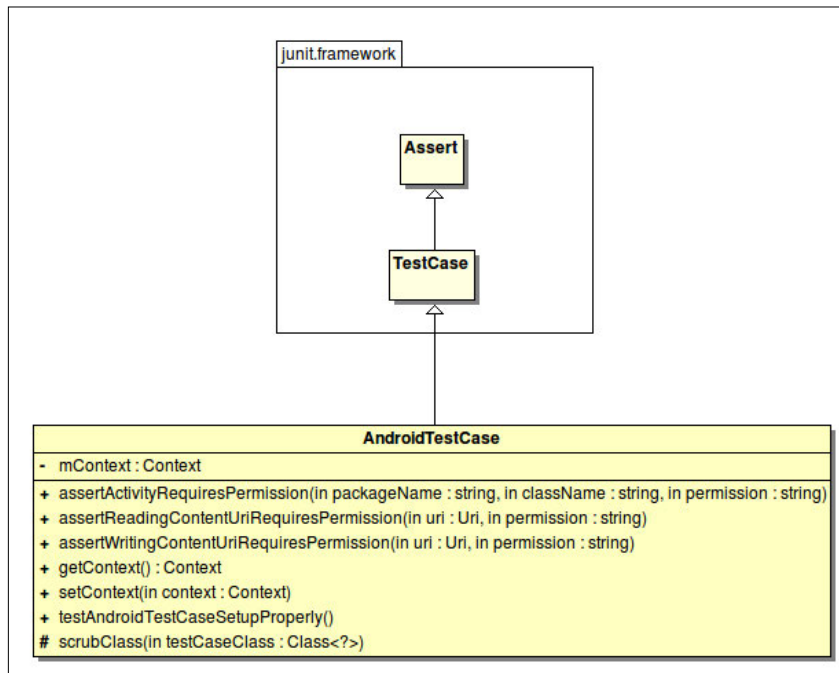 junit.framework
Assert
TestCase
AndroidTestCase
- mContext : Context
+ assertActivityRequiresPermission(in packageName : string, in className : string, in permission : string)
+ assertReadingContentUriRequiresPermission(in uri : Uri, in permission : string)
+ assertWritingContentUriRequiresPermission(in uri : Uri, in permission : string)
+ getContext() : Context
+ setContext(in context : Context)
+ testAndroidTestCaseSetupProperly()
# scrubClass(in testCaseClass : Class<?>)